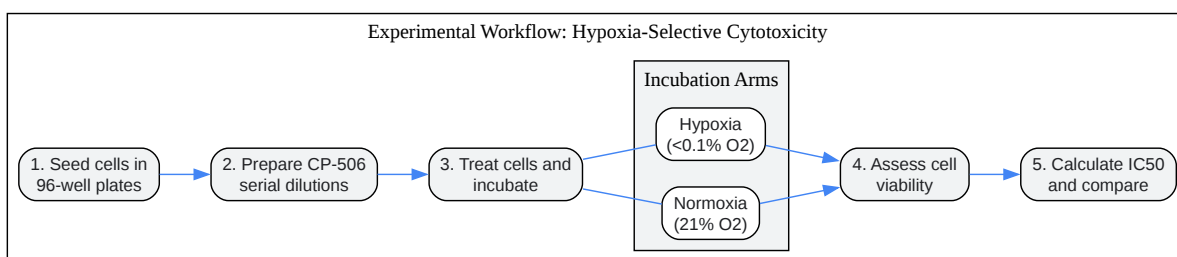 Experimental Workflow: Hypoxia-Selective Cytotoxicity
Incubation Arms
1. Seed cells in
96-well plates
2. Prepare CP-506
serial dilutions
3. Treat cells and
incubate
Hypoxia
(<0.1% O2)
Normoxia
(21% O2)
4. Assess cell
viability
5. Calculate IC50
and compare